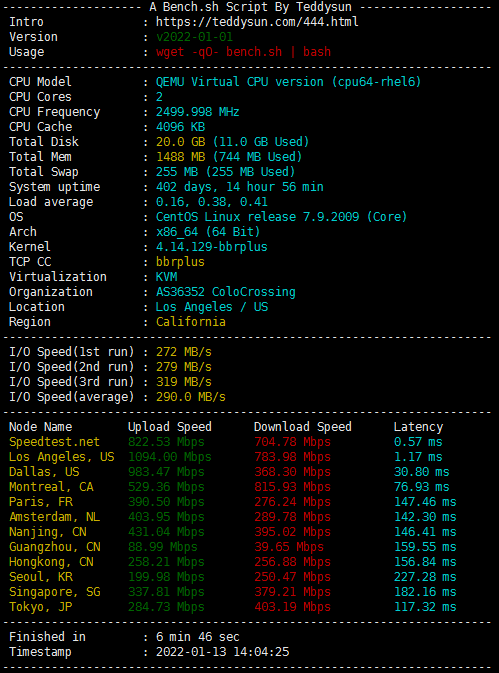 -------------------- A Bench.sh Script By Teddysun -------------------
Intro : https://teddysun.com/444.html
Version : v2022-01-01
Usage : wget -qO- bench.sh | bash
----------------------------------------------------------------------
CPU Model : QEMU Virtual CPU version (cpu64-rhel6)
CPU Cores : 2
CPU Frequency : 2499.998 MHz
CPU Cache : 4096 KB
Total Disk : 20.0 GB (11.0 GB Used)
Total Mem : 1488 MB (744 MB Used)
Total Swap : 255 MB (255 MB Used)
System uptime : 402 days, 14 hour 56 min
Load average : 0.16, 0.38, 0.41
OS : CentOS Linux release 7.9.2009 (Core)
Arch : x86_64 (64 Bit)
Kernel : 4.14.129-bbrplus
TCP CC : bbrplus
Virtualization : KVM
Organization : AS36352 ColoCrossing
Location : Los Angeles / US
Region : California
----------------------------------------------------------------------
I/O Speed(1st run) : 272 MB/s
I/O Speed(2nd run) : 279 MB/s
I/O Speed(3rd run) : 319 MB/s
I/O Speed(average) : 290.0 MB/s
----------------------------------------------------------------------
Node Name Upload Speed Download Speed Latency
Speedtest.net 822.53 Mbps 704.78 Mbps 0.57 ms
Los Angeles, US 1094.00 Mbps 783.98 Mbps 1.17 ms
Dallas, US 983.47 Mbps 368.30 Mbps 30.80 ms
Montreal, CA 529.36 Mbps 815.93 Mbps 76.93 ms
Paris, FR 390.50 Mbps 276.24 Mbps 147.46 ms
Amsterdam, NL 403.95 Mbps 289.78 Mbps 142.30 ms
Nanjing, CN 431.04 Mbps 395.02 Mbps 146.41 ms
Guangzhou, CN 88.99 Mbps 39.65 Mbps 159.55 ms
Hongkong, CN 258.21 Mbps 256.88 Mbps 156.84 ms
Seoul, KR 199.98 Mbps 250.47 Mbps 227.28 ms
Singapore, SG 337.81 Mbps 379.21 Mbps 182.16 ms
Tokyo, JP 284.73 Mbps 403.19 Mbps 117.32 ms
----------------------------------------------------------------------
Finished in : 6 min 46 sec
Timestamp : 2022-01-13 14:04:25
----------------------------------------------------------------------